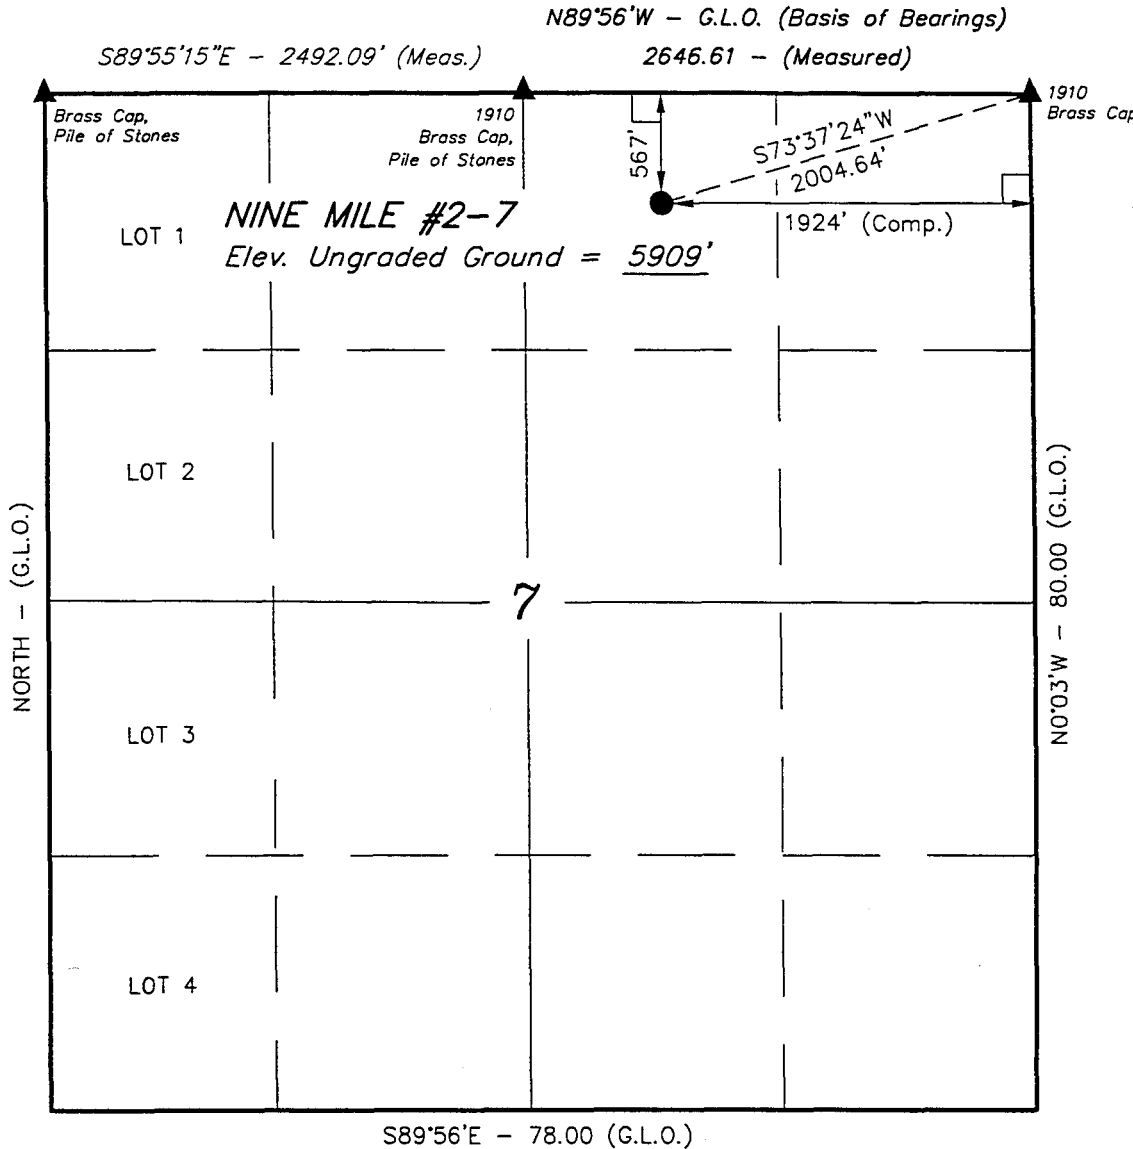 N89°56'W – G.L.O. (Basis of Bearings)
S89°55'15"E – 2492.09' (Meas.)
2646.61 – (Measured)
Brass Cap,
Pile of Stones
1910
Brass Cap,
Pile of Stones
1910
Brass Cap
567'
S73°37'24"W
2004.64'
1924' (Comp.)
NINE MILE #2–7
Elev. Ungraded Ground = 5909'
LOT 1
LOT 2
NORTH – (G.L.O.)
7
N0°03'W – 80.00 (G.L.O.)
LOT 3
LOT 4
S89°56'E – 78.00 (G.L.O.)